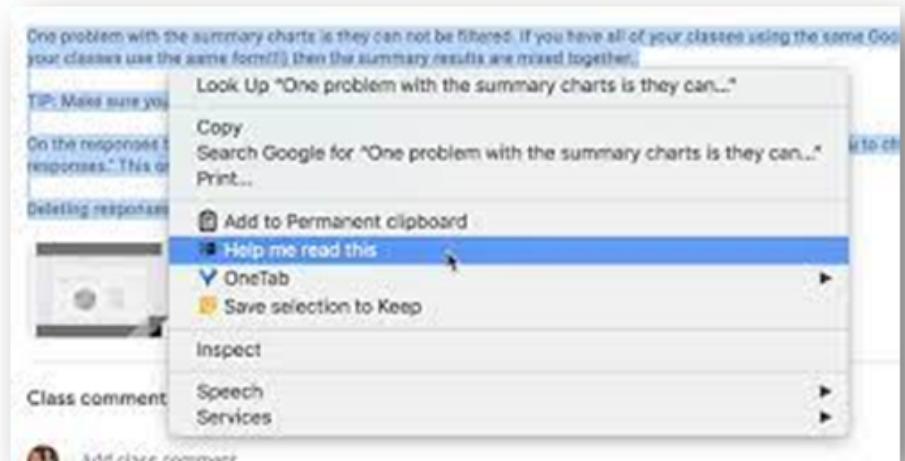 One problem with the summary charts is they can not be filtered. If you have all of your classes using the same Goo
your classes use the same form!!!) then the summary results are mixed together.
Look Up "One problem with the summary charts is they can..."
TIP: Make sure you
Copy
On the responses
Search Google for "One problem with the summary charts is they can..."
to ch
responses." This
Print...
Deleting responses
Add to Permanent clipboard
Help me read this
OneTab
Save selection to Keep
Inspect
Class comment
Speech
Services
Add class comment